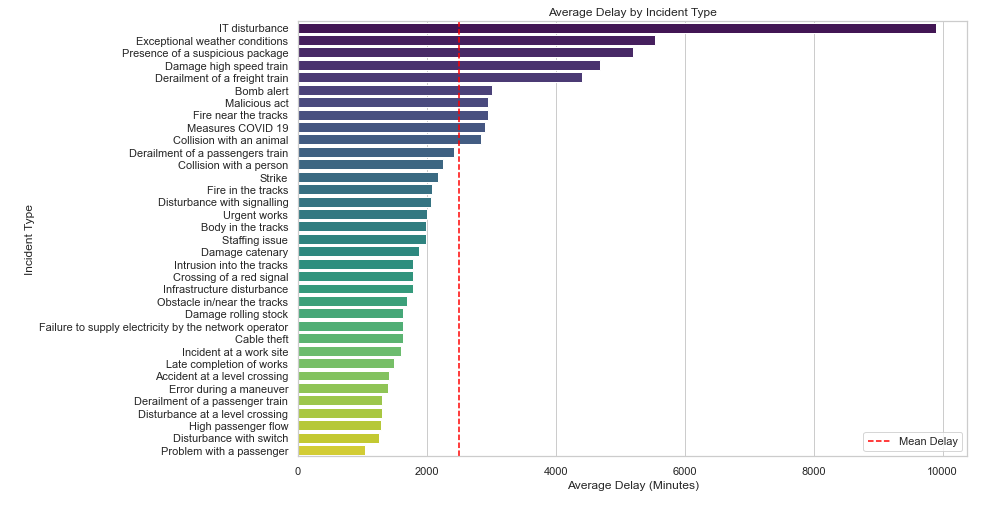 Average Delay by Incident Type
IT disturbance
Exceptional weather conditions
Presence of a suspicious package
Damage high speed train
Derailment of a freight train
Bomb alert
Malicious act
Fire near the tracks
Measures COVID 19
Collision with an animal
Derailment of a passengers train
Collision with a person
Strike
Fire in the tracks
Disturbance with signalling
Urgent works
Body in the tracks
Staffing issue
Damage catenary
Intrusion into the tracks
Crossing of a red signal
Infrastructure disturbance
Obstacle in/near the tracks
Damage rolling stock
Failure to supply electricity by the network operator
Cable theft
Incident at a work site
Late completion of works
Accident at a level crossing
Error during a maneuver
Derailment of a passenger train
Disturbance at a level crossing
High passenger flow
Disturbance with switch
Problem with a passenger
Incident Type
Mean Delay
0 2000 4000 6000 8000 10000
Average Delay (Minutes)